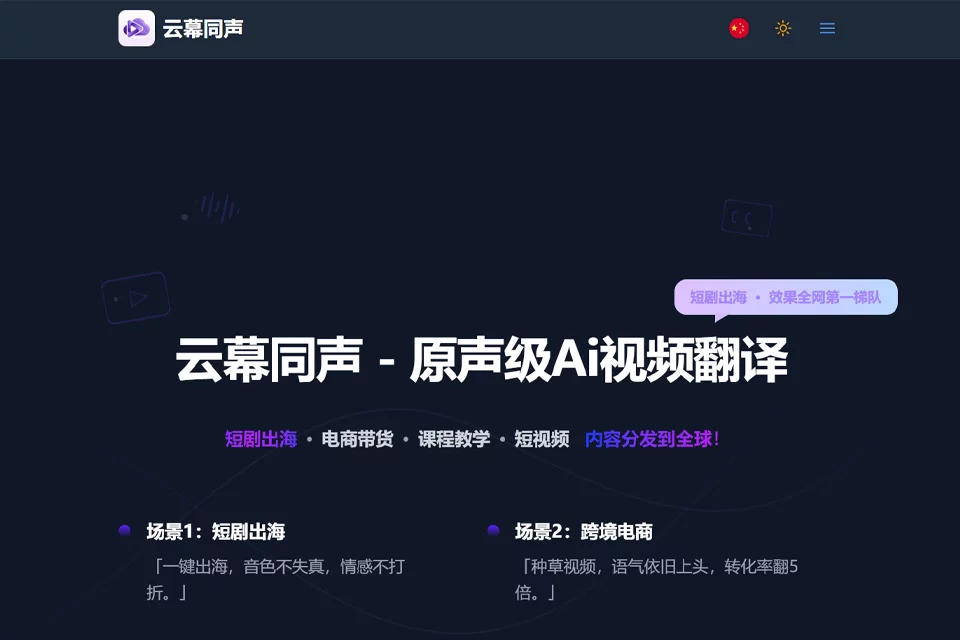 云幕同声
短剧出海 • 效果全网第一梯队
云幕同声 - 原声级Ai视频翻译
短剧出海 • 电商带货 • 课程教学 • 短视频 内容分发到全球！
场景1：短剧出海
「一键出海，音色不失真，情感不打
折。」
场景2：跨境电商
「种草视频，语气依旧上头，转化率翻5
倍。」